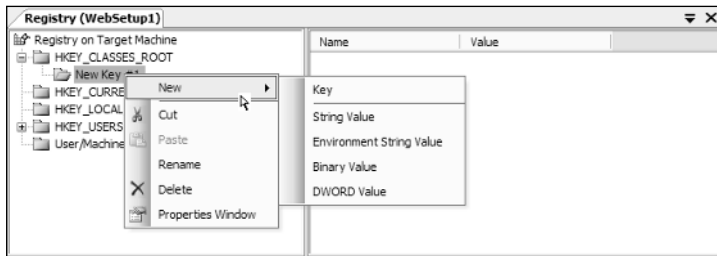 Registry (WebSetup1)
Registry on Target Machine
HKEY_CLASSES_ROOT
New Key #1
HKEY_CURRE
HKEY_LOCAL
HKEY_USERS
User/Machine
Name Value
New
Cut
Paste
Rename
Delete
Properties Window
Key
String Value
Environment String Value
Binary Value
DWORD Value